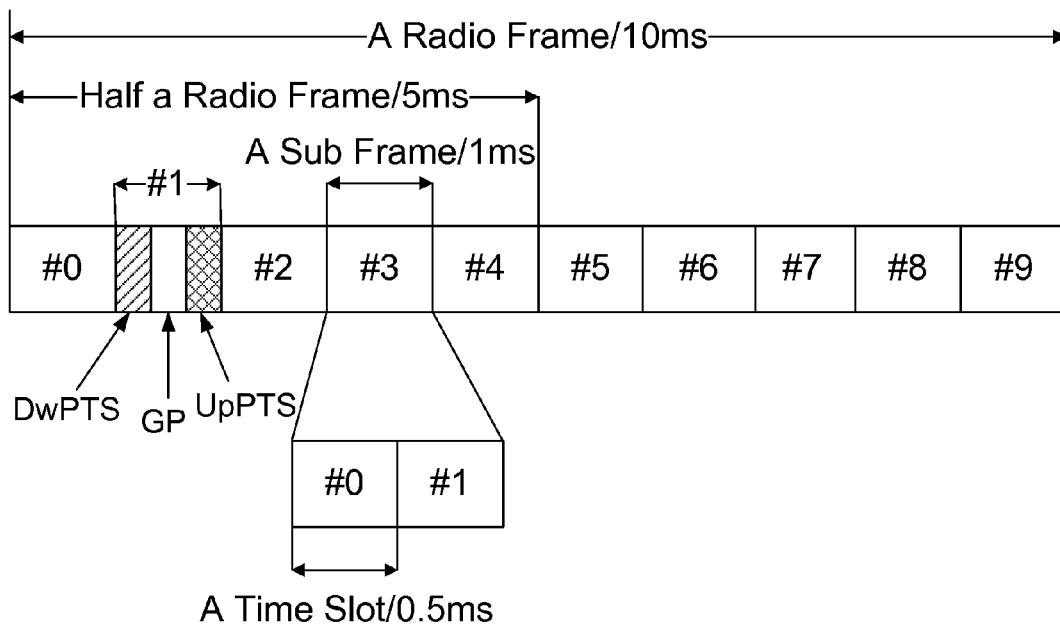 A Radio Frame/10ms
Half a Radio Frame/5ms
A Sub Frame/1ms
#1
#0 #2 #3 #4 #5 #6 #7 #8 #9
DwPTS GP UpPTS
#0 #1
A Time Slot/0.5ms